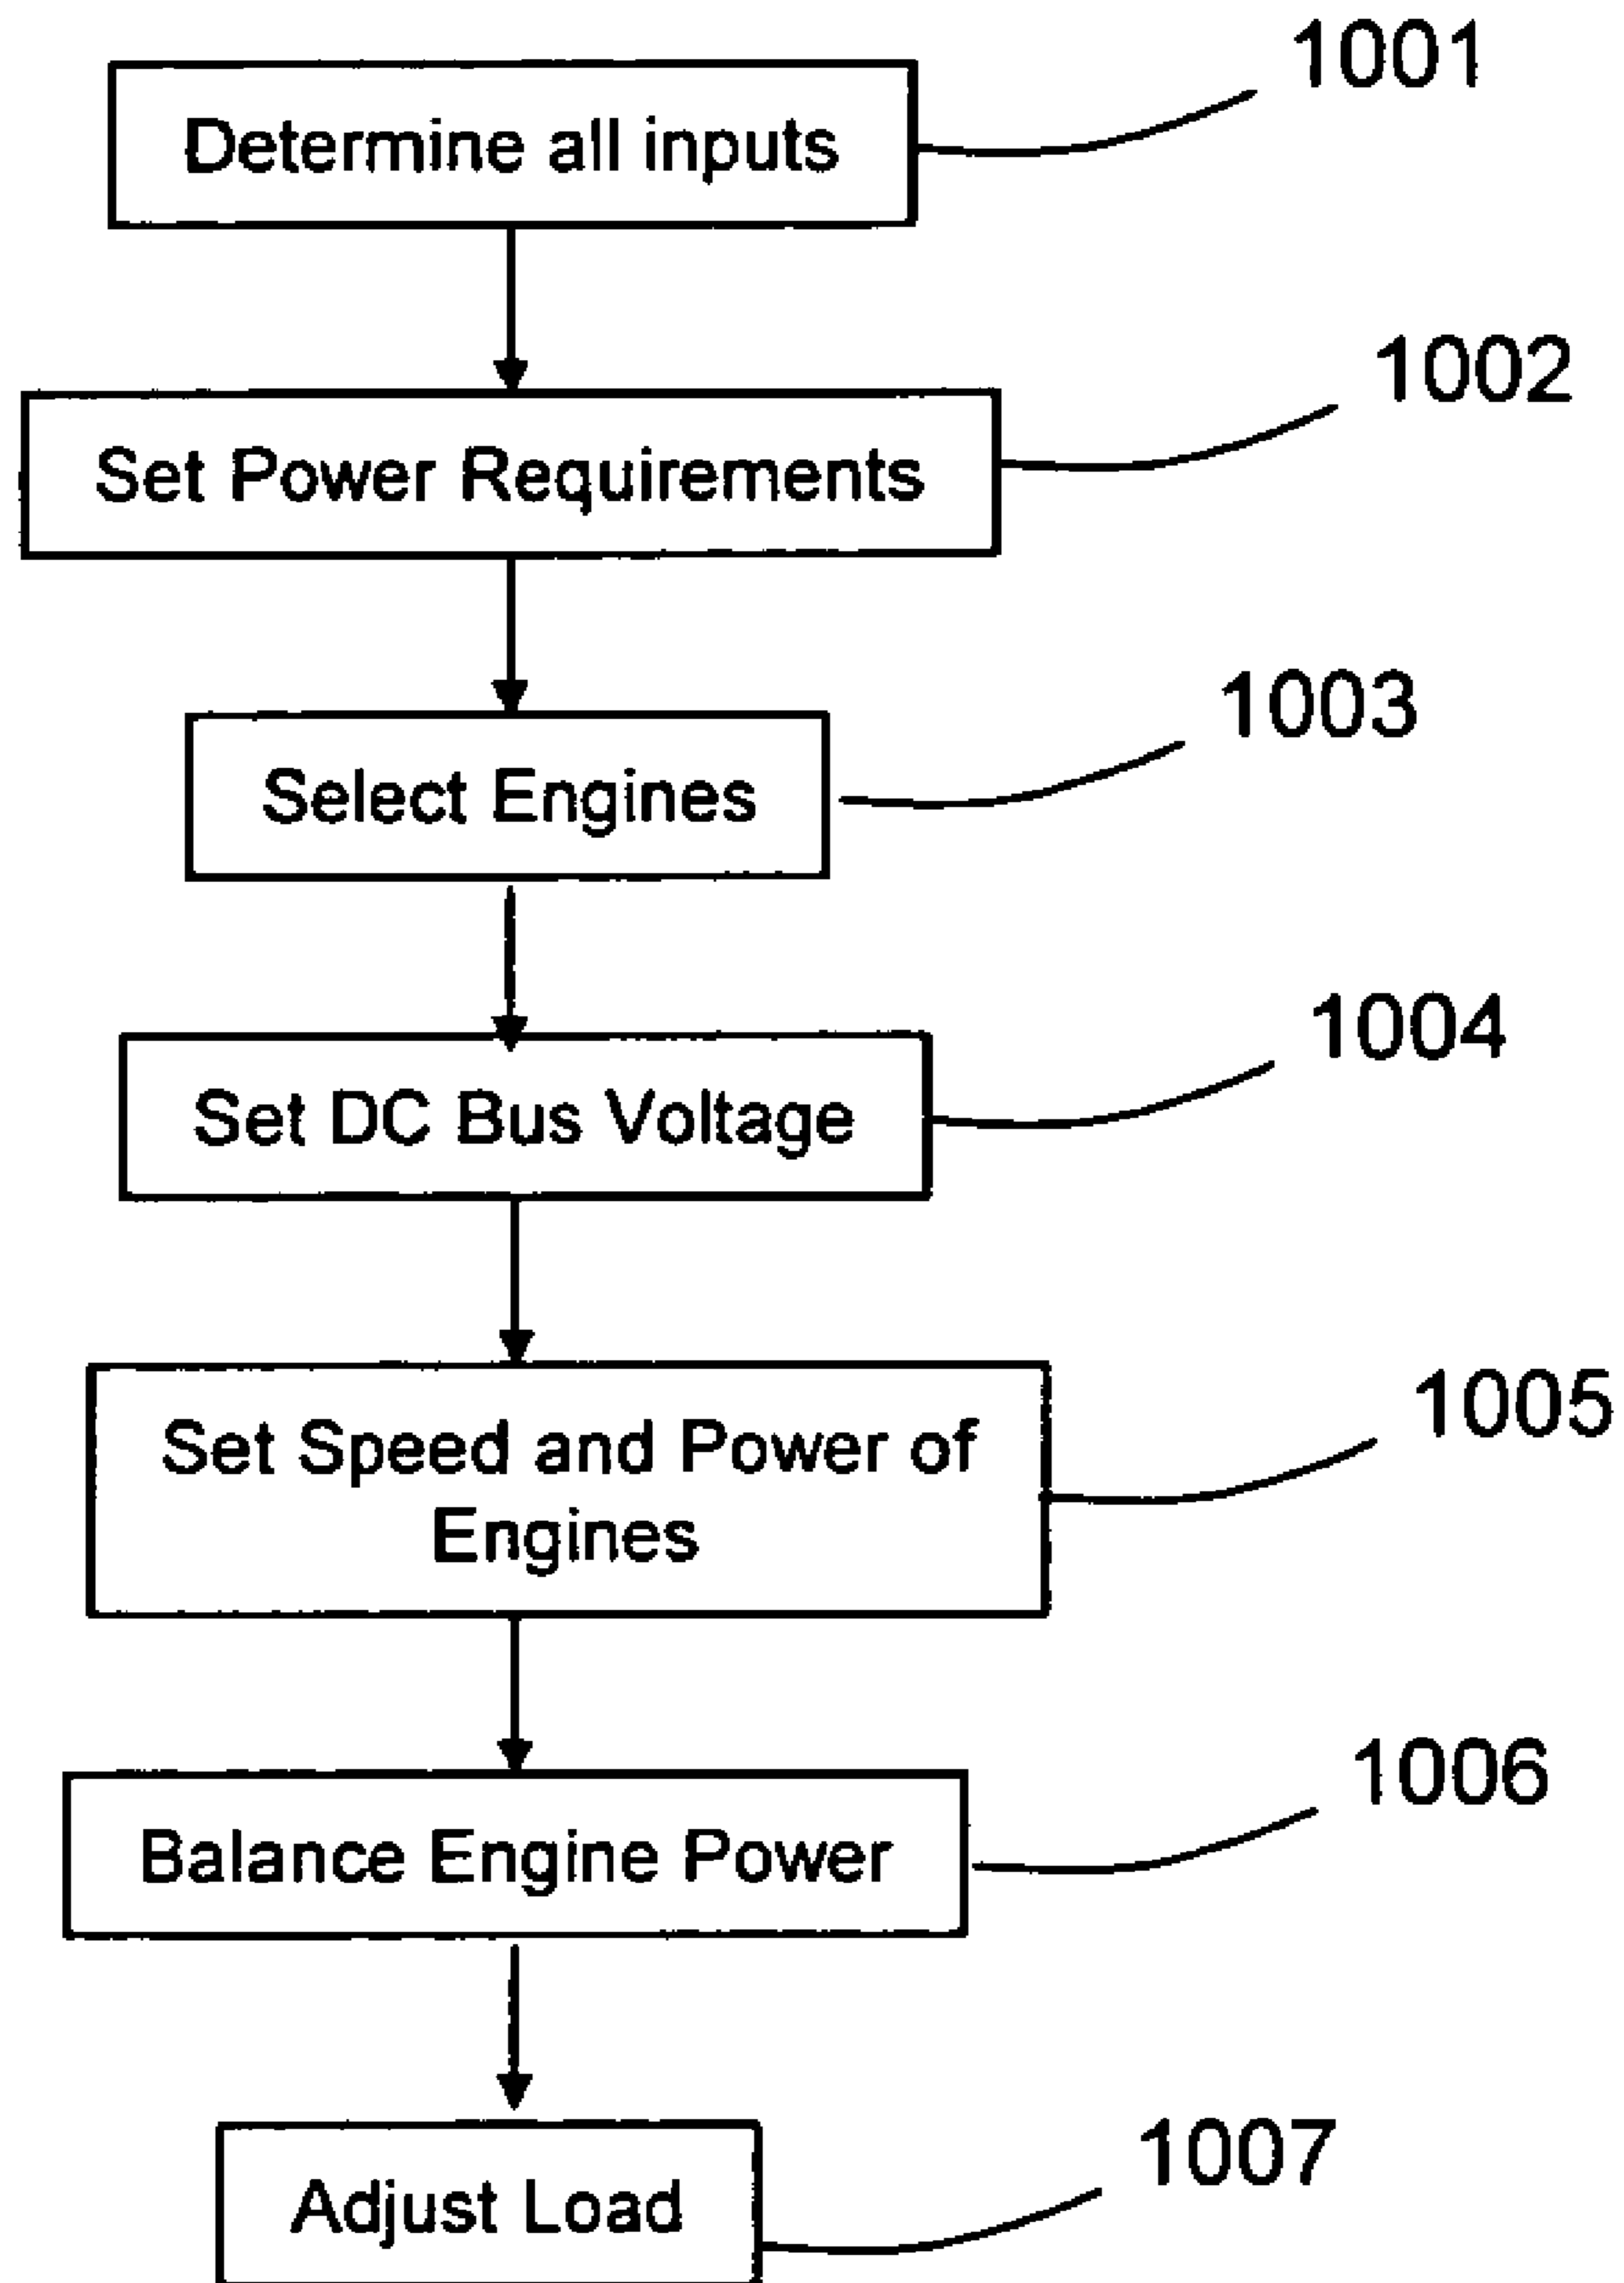 1001
Determine all inputs
1002
Set Power Requirements
1003
Select Engines
1004
Set DC Bus Voltage
1005
Set Speed and Power of
Engines
1006
Balance Engine Power
1007
Adjust Load